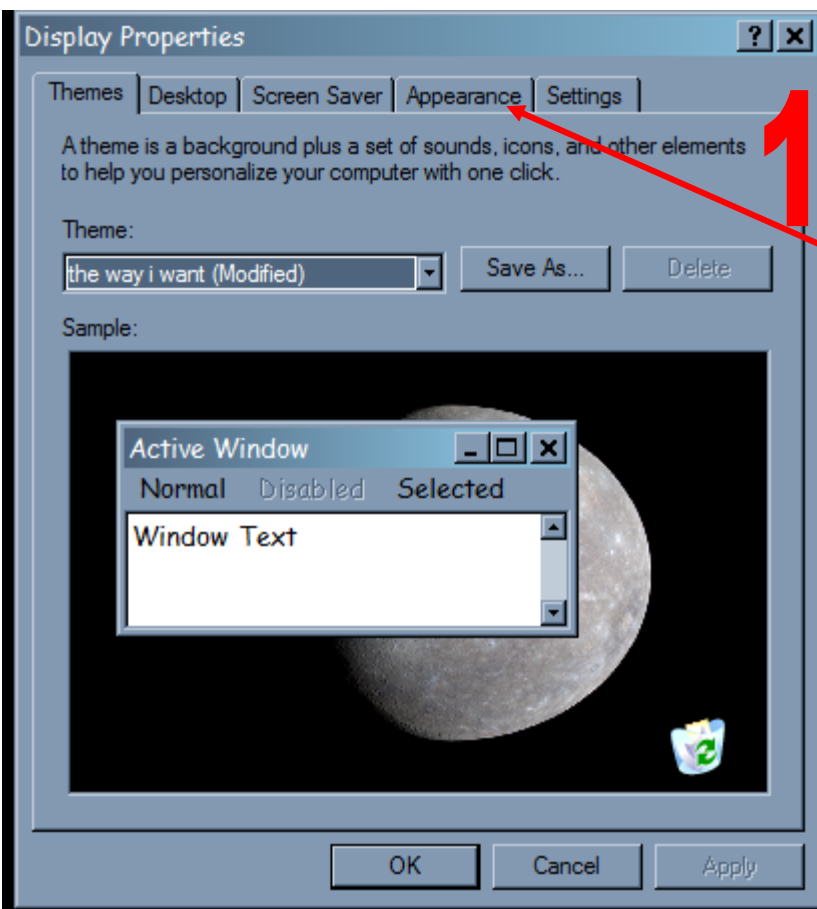 Display Properties ? x
Themes Desktop Screen Saver Appearance Settings
1
A theme is a background plus a set of sounds, icons, and other elements
to help you personalize your computer with one click.
Theme:
the way i want (Modified) Save As... Delete
Sample:
Active Window
Normal Disabled Selected
Window Text
OK Cancel Apply